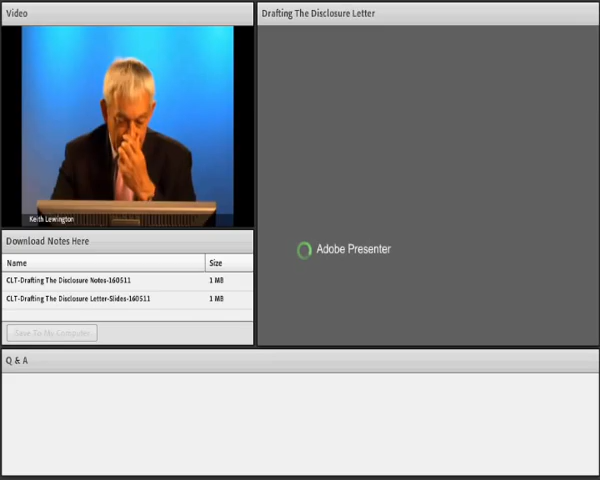 Video
Keith Lewington
Download Notes Here
Name Size
CLT-Drafting The Disclosure Notes-160511 1 MB
CLT-Drafting The Disclosure Letter-Slides-160511 1 MB
Save To My Computer
Drafting The Disclosure Letter
Adobe Presenter
Q & A